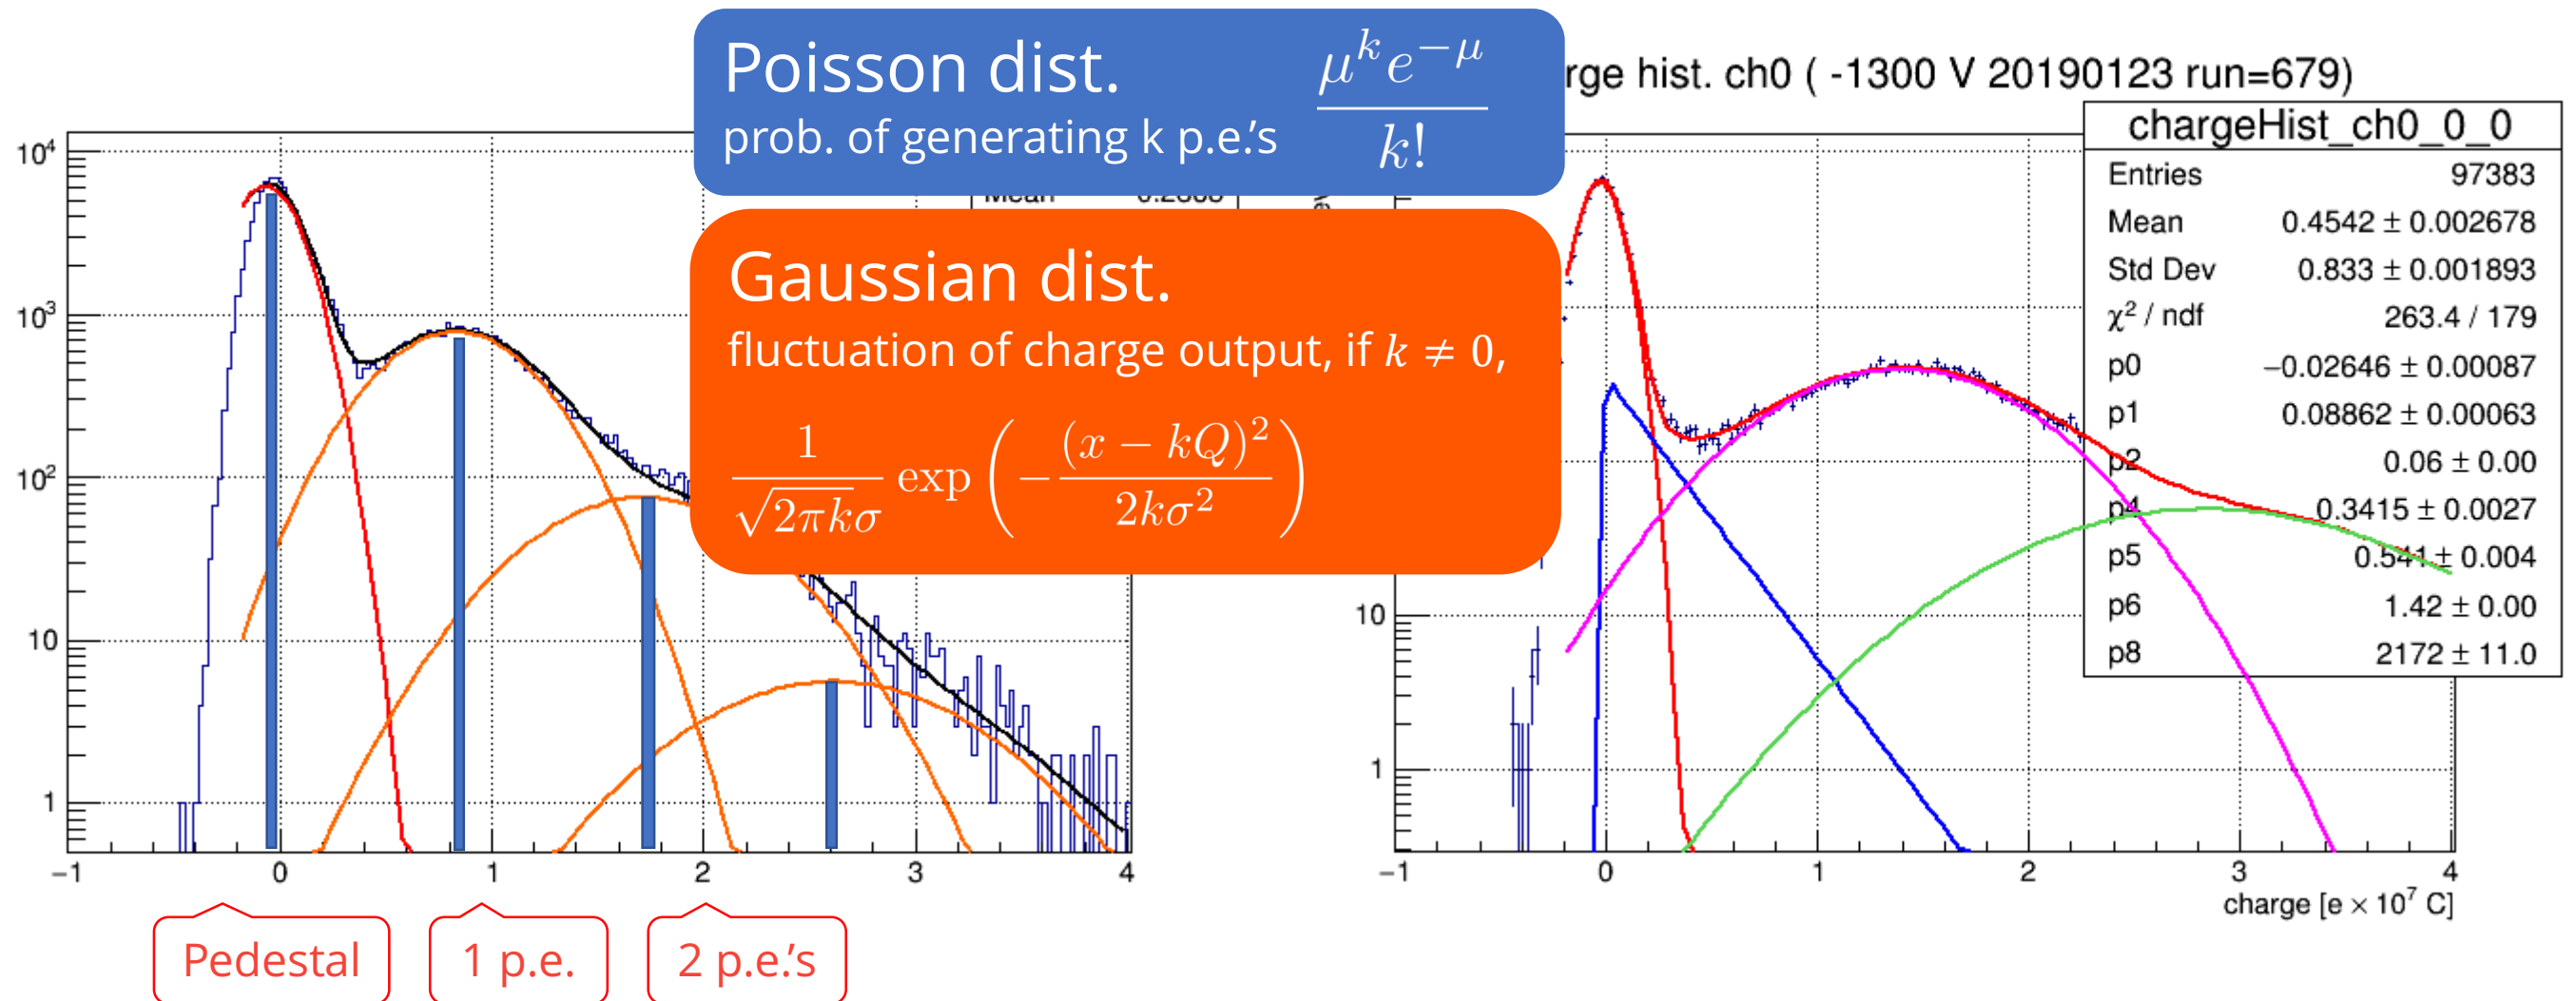 Poisson dist.
prob. of generating k p.e.'s
μ^k e^−μ / k!
rge hist. ch0 ( -1300 V 20190123 run=679)
Gaussian dist.
fluctuation of charge output, if k ≠ 0,
1 / √2πkσ exp ( − (x − kQ)² / 2kσ² )
10⁴
10³
10²
10
1
−1 0 1 2 3 4
Pedestal
1 p.e.
2 p.e.'s
chargeHist_ch0_0_0
Entries 97383
Mean 0.4542 ± 0.002678
Std Dev 0.833 ± 0.001893
χ² / ndf 263.4 / 179
p0 −0.02646 ± 0.00087
p1 0.08862 ± 0.00063
p2 0.06 ± 0.00
p4 0.3415 ± 0.0027
p5 0.541 ± 0.004
p6 1.42 ± 0.00
p8 2172 ± 11.0
10
1
−1 0 1 2 3 4
charge [e × 10⁷ C]